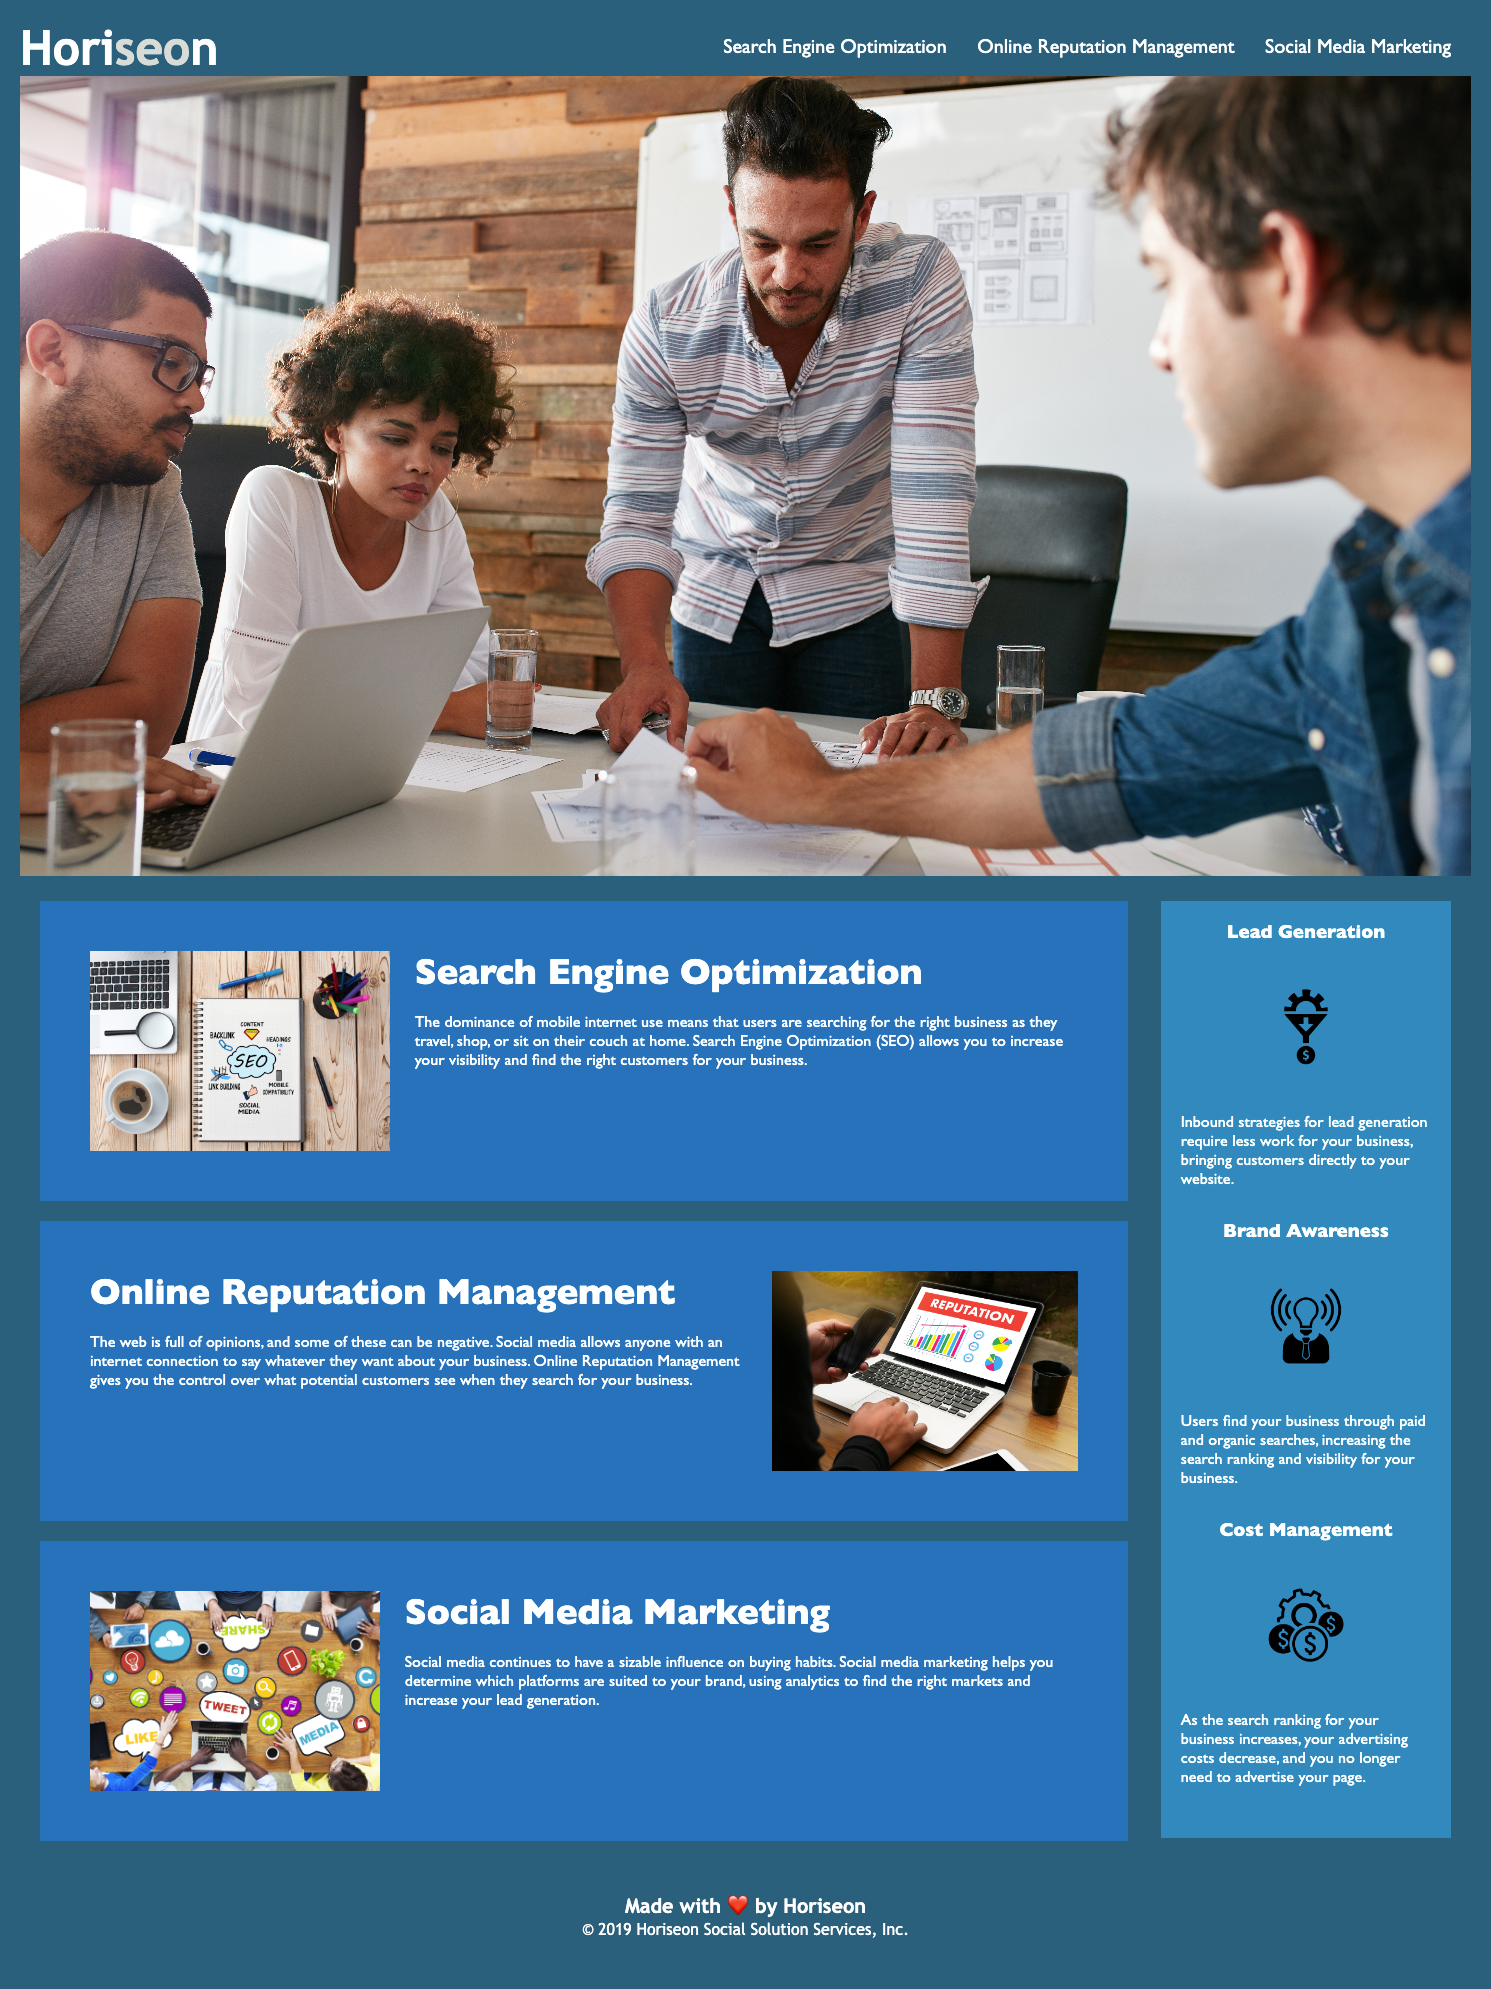 Horiseon
Search Engine Optimization
Online Reputation Management
Social Media Marketing
CONTENT
BACKLINK
HEADINGS
SEO
LINK BUILDING
MOBILE
COMPATIBILITY
SOCIAL
MEDIA
Search Engine Optimization
The dominance of mobile internet use means that users are searching for the right business as they
travel, shop, or sit on their couch at home. Search Engine Optimization (SEO) allows you to increase
your visibility and find the right customers for your business.
Online Reputation Management
The web is full of opinions, and some of these can be negative. Social media allows anyone with an
internet connection to say whatever they want about your business. Online Reputation Management
gives you the control over what potential customers see when they search for your business.
REPUTATION
SHARE
TWEET
LIKE
MEDIA
Social Media Marketing
Social media continues to have a sizable influence on buying habits. Social media marketing helps you
determine which platforms are suited to your brand, using analytics to find the right markets and
increase your lead generation.
Lead Generation
$
Inbound strategies for lead generation
require less work for your business,
bringing customers directly to your
website.
Brand Awareness
Users find your business through paid
and organic searches, increasing the
search ranking and visibility for your
business.
Cost Management
$ $ $
As the search ranking for your
business increases, your advertising
costs decrease, and you no longer
need to advertise your page.
Made with ❤️ by Horiseon
© 2019 Horiseon Social Solution Services, Inc.